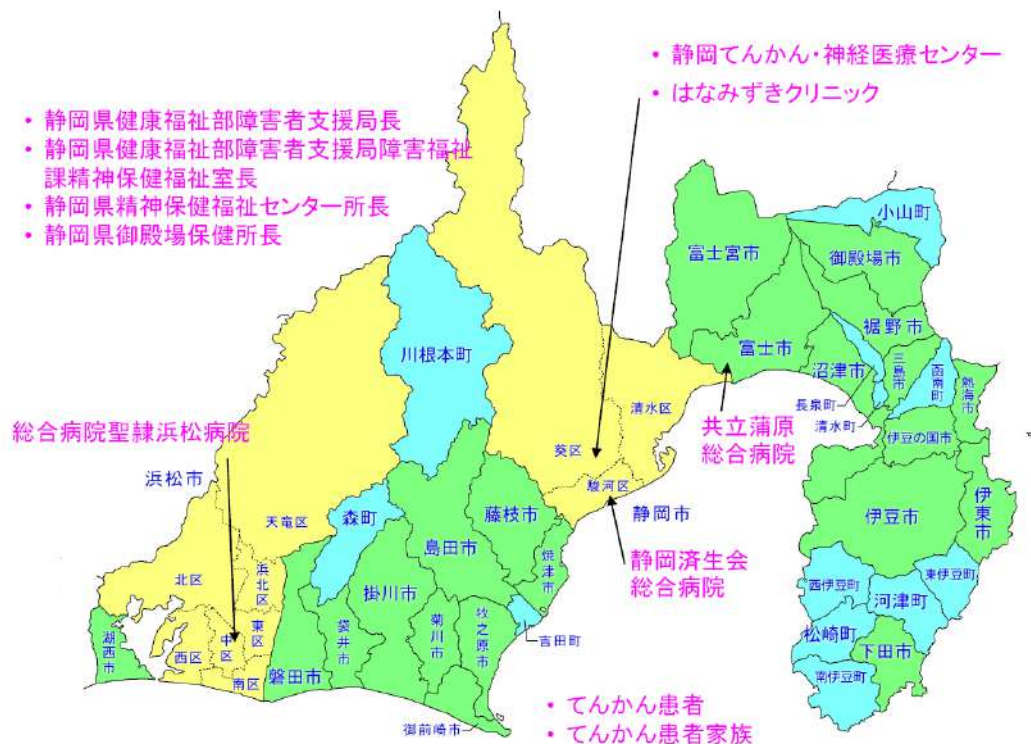 ・静岡てんかん・神経医療センター
・はなみずきクリニック
・静岡県健康福祉部障害者支援局長
・静岡県健康福祉部障害者支援局障害福祉
課精神保健福祉室長
・静岡県精神保健福祉センター所長
・静岡県御殿場保健所長
小山町
富士宮市
御殿場市
裾野市
川根本町
富士市
沼津市
三島市
函南町
熱海市
長泉町
清水町
清水区
伊豆の国市
総合病院聖隷浜松病院
共立蒲原
総合病院
葵区
駿河区
浜松市
静岡市
天竜区
森町
藤枝市
伊豆市
伊東市
島田市
静岡済生会
総合病院
焼津市
北区
浜北区
掛川市
西伊豆町
東伊豆町
河津町
湖西市
西区
中区
東区
南区
磐田市
袋井市
菊川市
牧之原市
吉田町
松崎町
下田市
南伊豆町
御前崎市
・てんかん患者
・てんかん患者家族